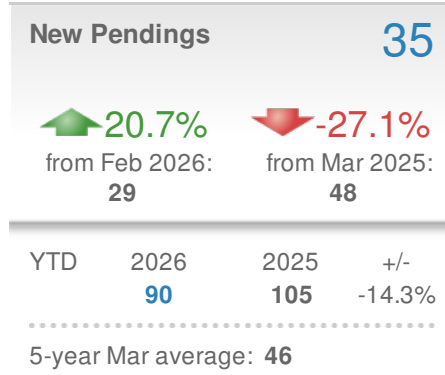 New Pendings 35
20.7% -27.1%
from Feb 2026: from Mar 2025:
29 48
YTD 2026 2025 +/-
90 105 -14.3%
5-year Mar average: 46